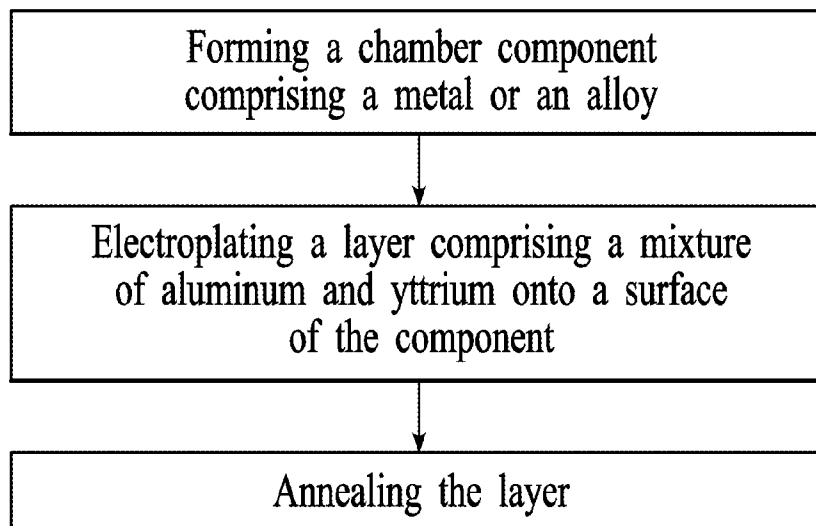 Forming a chamber component
comprising a metal or an alloy
Electroplating a layer comprising a mixture
of aluminum and yttrium onto a surface
of the component
Annealing the layer